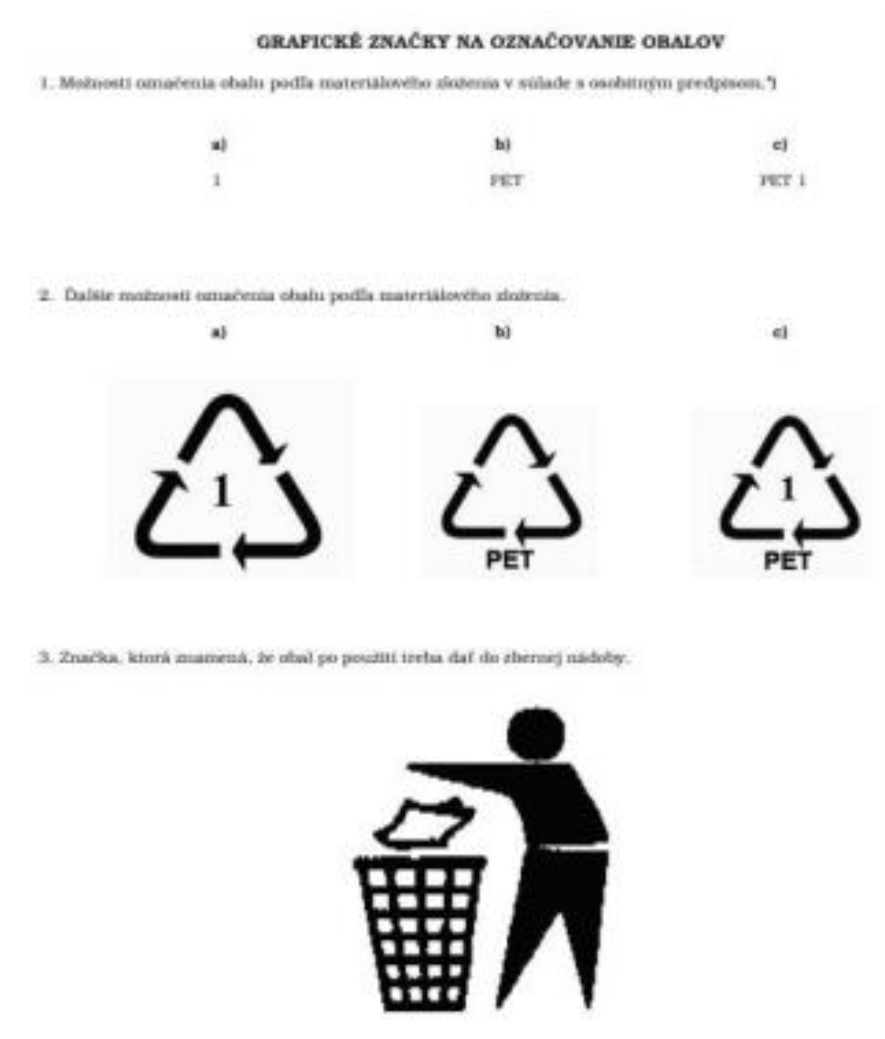 GRAFICKÉ ZNAČKY NA OZNAČOVANIE OBALOV
1. Možnosti označenia obalu podľa materiálového zloženia v súlade s osobitným predpisom.*)
a) b) c)
1 PET PET 1
2. Ďalšie možnosti označenia obalu podľa materiálového zloženia.
a) b) c)
1 PET 1 PET
3. Značka, ktorá znamená, že obal po použití treba dať do zbernej nádoby.